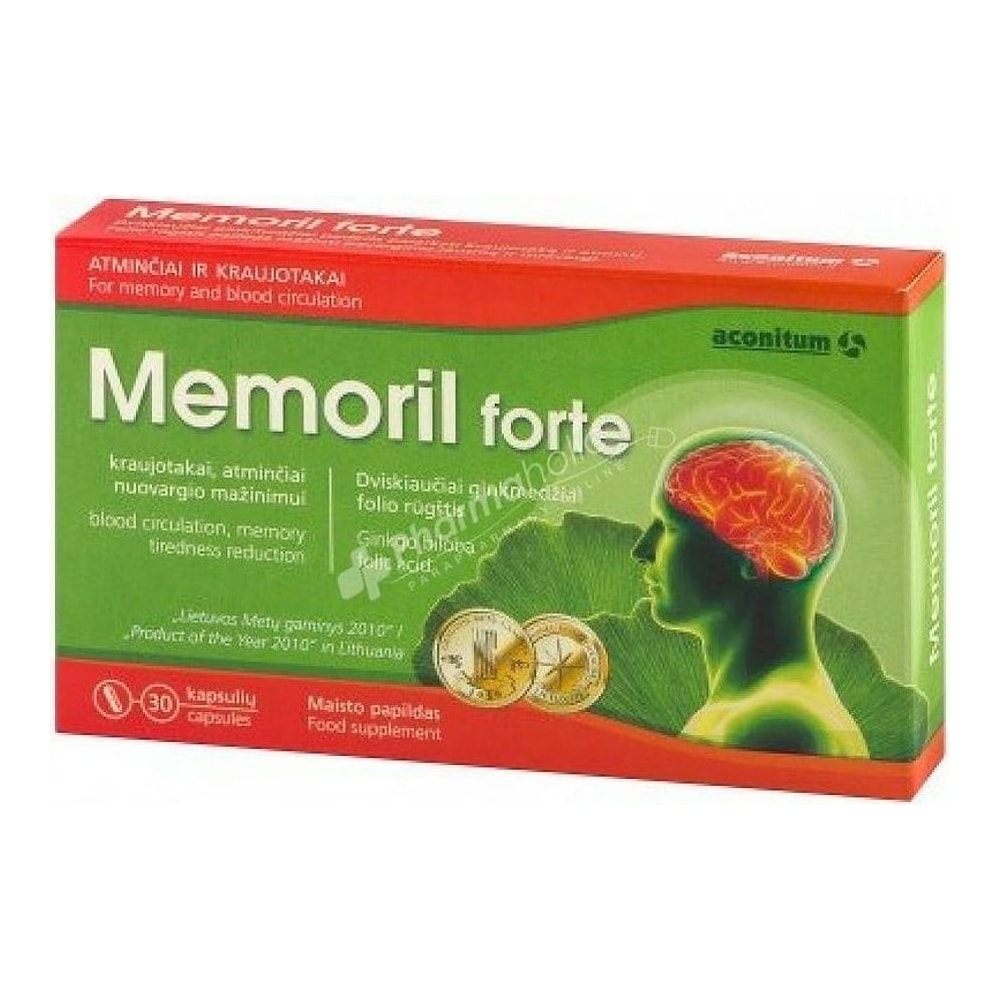 Memoril forte
aconitum
ATMINČIAI IR KRAUJOTAKAI
For memory and blood circulation
aconitum
Memoril forte
kraujotakai, atminčiai
nuovargio mažinimui
blood circulation, memory
tiredness reduction
Dviskiaučiai ginkmedžiai
folio rūgštis
Ginkgo biloba
folic acid
„Lietuvos Metų gaminys 2010“ /
„Product of the Year 2010“ in Lithuania
30 kapsulių
capsules
Maisto papildas
Food supplement
Memoril forte
Pharmaholic